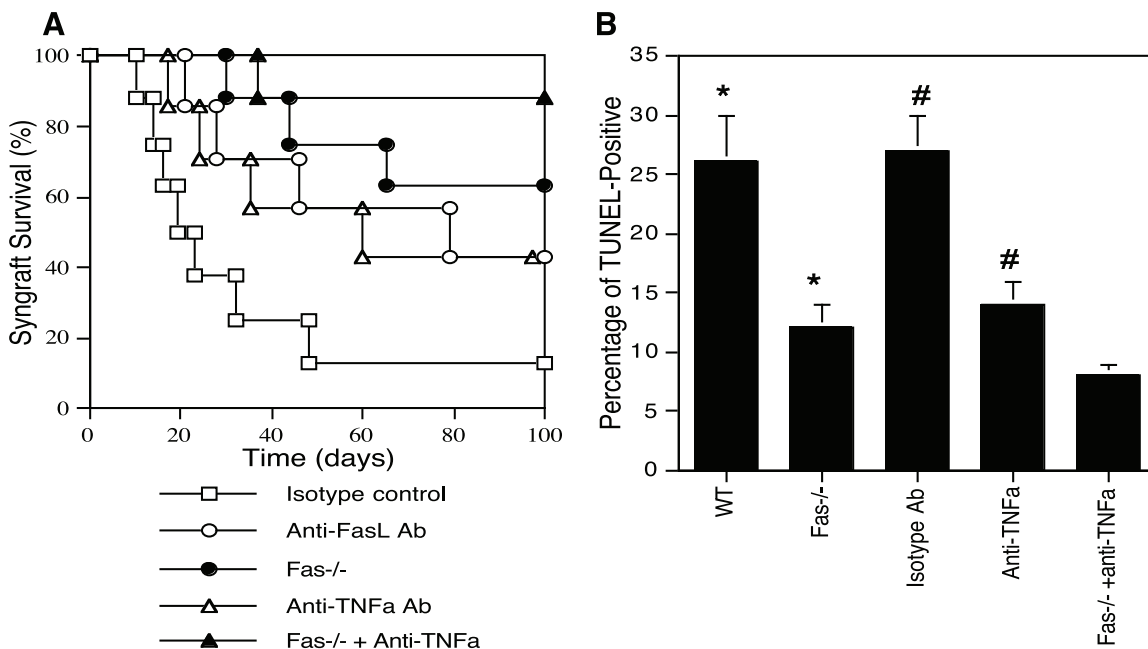 A
Syngraft Survival (%)
100
80
60
40
20
0
0 20 40 60 80 100
Time (days)
Isotype control
Anti-FasL Ab
Fas-/-
Anti-TNFa Ab
Fas-/- + Anti-TNFa
B
Percentage of TUNEL-Positive
35
30
25
20
15
10
5
0
* * # #
WT
Fas-/-
Isotype Ab
Anti-TNFa
Fas-/- +anti-TNFa